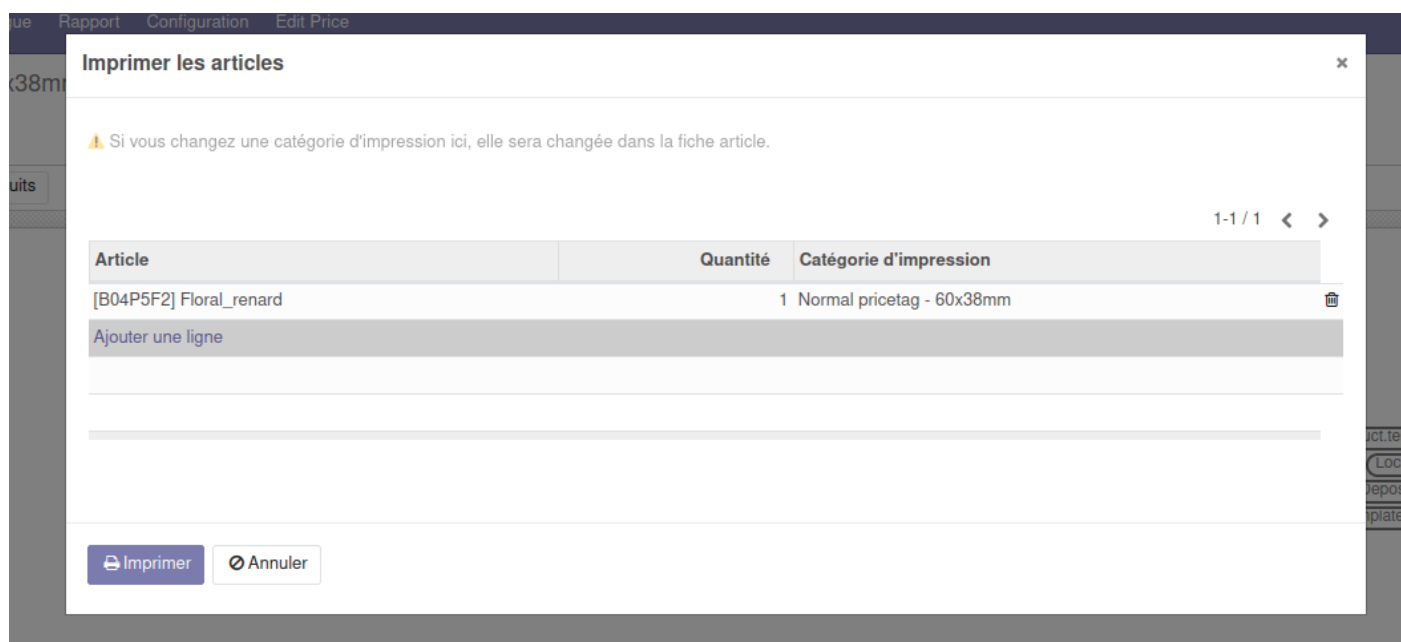 Rapport Configuration Edit Price
Imprimer les articles
Si vous changez une catégorie d'impression ici, elle sera changée dans la fiche article.
1-1 / 1
Article Quantité Catégorie d'impression
[B04P5F2] Floral_renard 1 Normal pricetag - 60x38mm
Ajouter une ligne
Imprimer Annuler